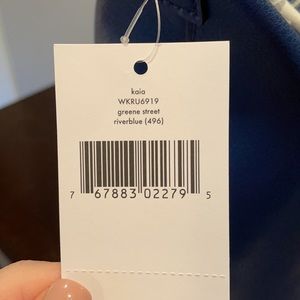 kaia
WKRU6919
greene street
riverblue (496)
7 67883 02279 5